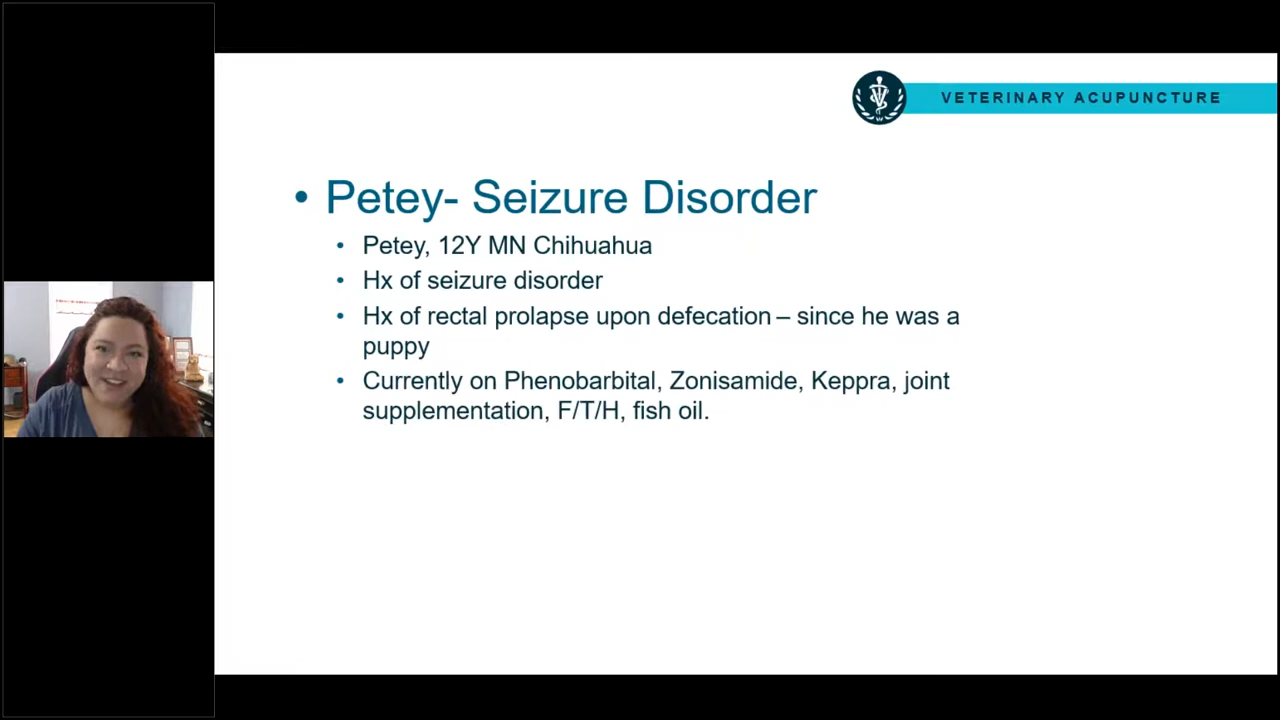 VETERINARY ACUPUNCTURE
• Petey- Seizure Disorder
• Petey, 12Y MN Chihuahua
• Hx of seizure disorder
• Hx of rectal prolapse upon defecation – since he was a
puppy
• Currently on Phenobarbital, Zonisamide, Keppra, joint
supplementation, F/T/H, fish oil.